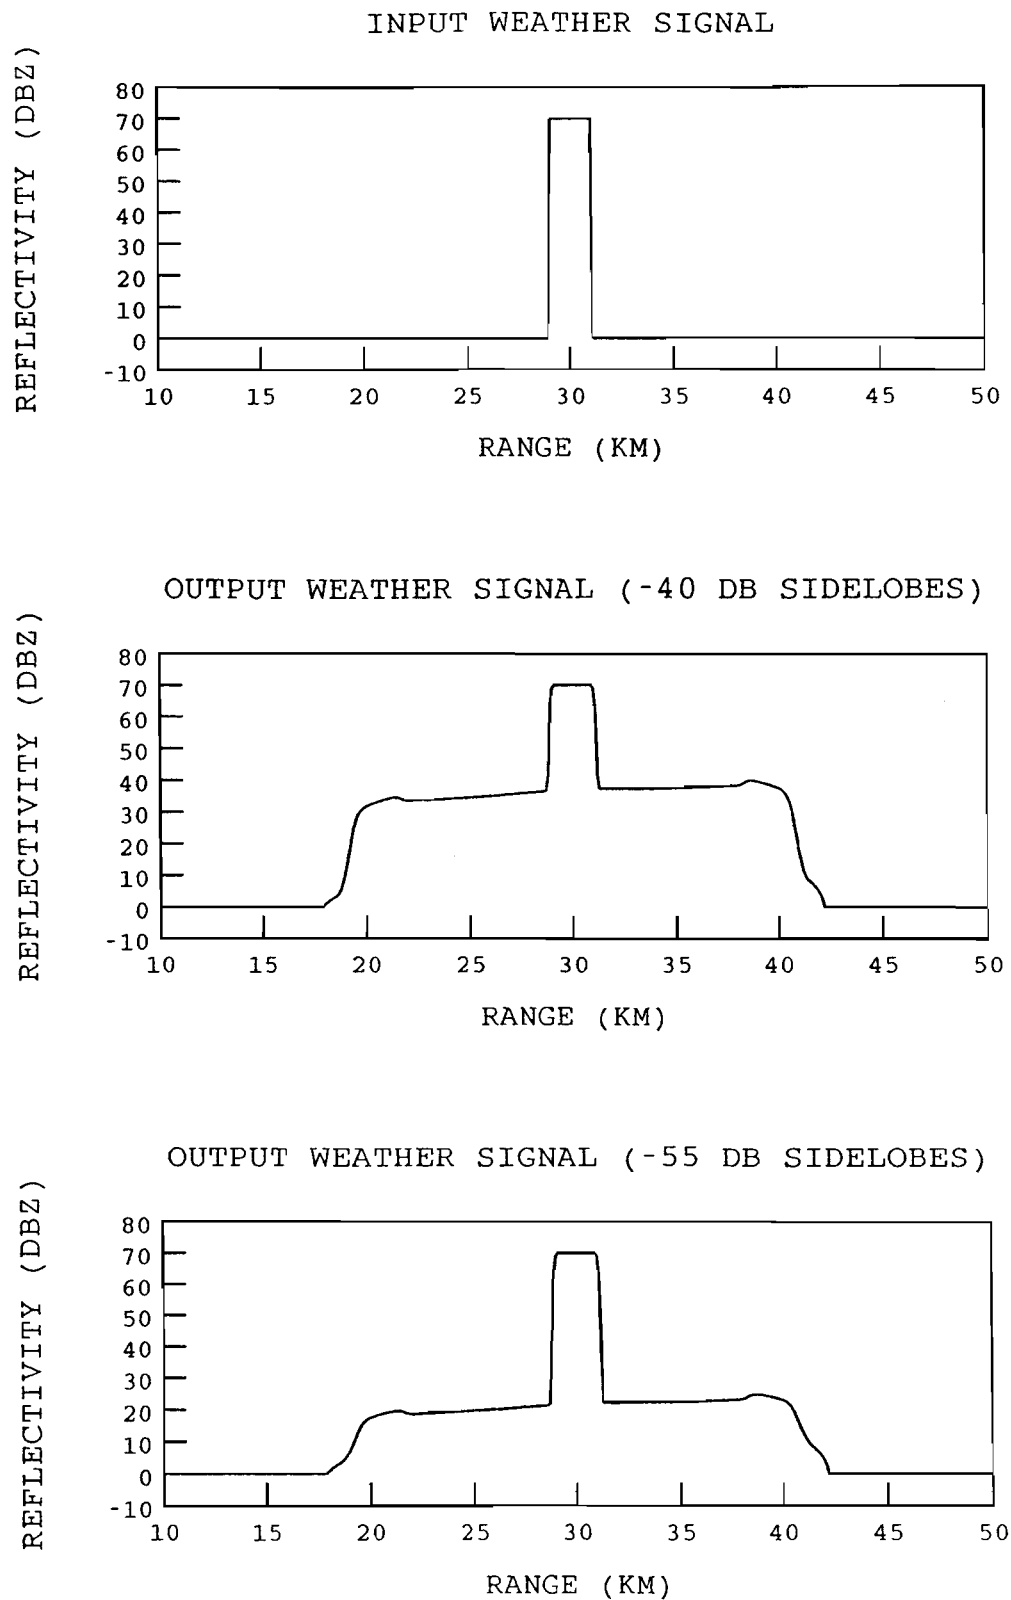 INPUT WEATHER SIGNAL
REFLECTIVITY (DBZ)
80
70
60
50
40
30
20
10
0
-10
10 15 20 25 30 35 40 45 50
RANGE (KM)
OUTPUT WEATHER SIGNAL (-40 DB SIDELOBES)
REFLECTIVITY (DBZ)
80
70
60
50
40
30
20
10
0
-10
10 15 20 25 30 35 40 45 50
RANGE (KM)
OUTPUT WEATHER SIGNAL (-55 DB SIDELOBES)
REFLECTIVITY (DBZ)
80
70
60
50
40
30
20
10
0
-10
10 15 20 25 30 35 40 45 50
RANGE (KM)